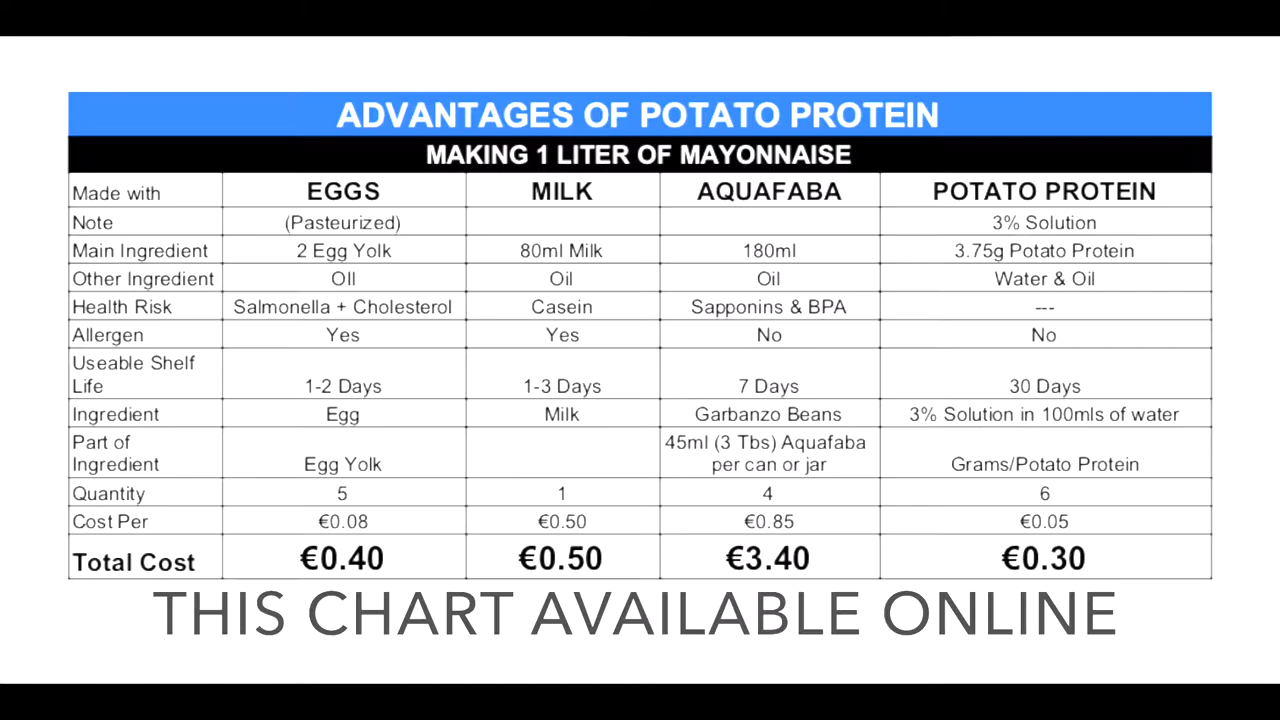 ADVANTAGES OF POTATO PROTEIN
MAKING 1 LITER OF MAYONNAISE
Made with EGGS MILK AQUAFABA POTATO PROTEIN
Note (Pasteurized) 3% Solution
Main Ingredient 2 Egg Yolk 80ml Milk 180ml 3.75g Potato Protein
Other Ingredient OIl Oil Oil Water & Oil
Health Risk Salmonella + Cholesterol Casein Sapponins & BPA ---
Allergen Yes Yes No No
Useable Shelf
Life 1-2 Days 1-3 Days 7 Days 30 Days
Ingredient Egg Milk Garbanzo Beans 3% Solution in 100mls of water
Part of 45ml (3 Tbs) Aquafaba
Ingredient Egg Yolk per can or jar Grams/Potato Protein
Quantity 5 1 4 6
Cost Per €0.08 €0.50 €0.85 €0.05
Total Cost €0.40 €0.50 €3.40 €0.30
THIS CHART AVAILABLE ONLINE